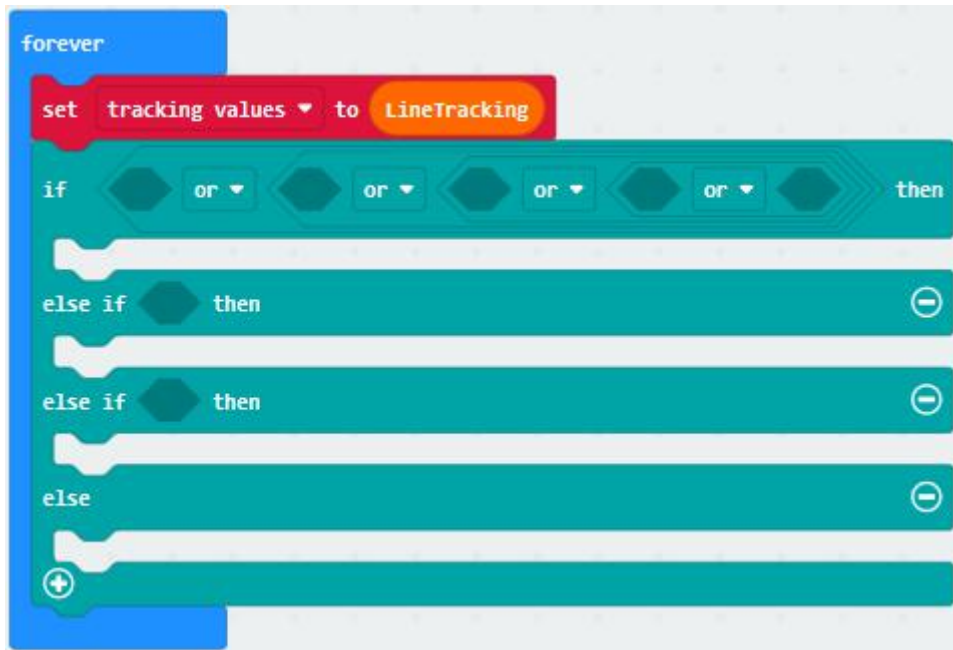 forever
set tracking values to LineTracking
if or or or or then
else if then
else if then
else